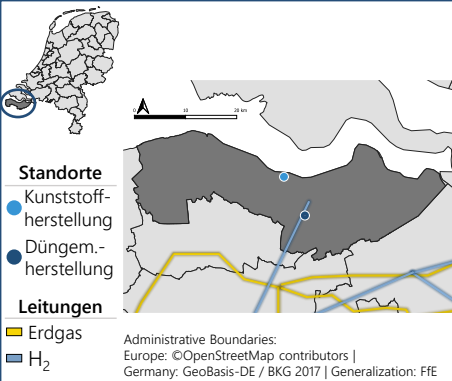 0
10
20 km
Standorte
Kunststoff-
herstellung
Düngem.-
herstellung
Leitungen
Erdgas
H₂
Administrative Boundaries:
Europe: ©OpenStreetMap contributors |
Germany: GeoBasis-DE / BKG 2017 | Generalization: FfE